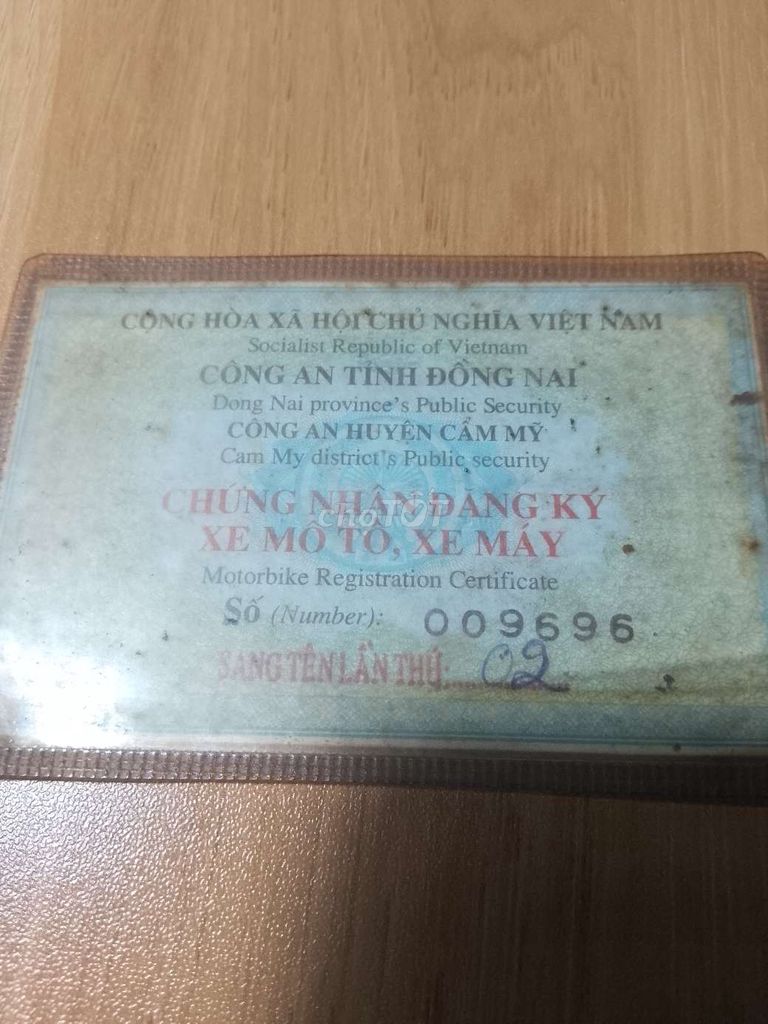 CỘNG HÒA XÃ HỘI CHỦ NGHĨA VIỆT NAM
Socialist Republic of Vietnam
CÔNG AN TỈNH ĐỒNG NAI
Dong Nai province's Public Security
CÔNG AN HUYỆN CẨM MỸ
Cam My district's Public security
CHỨNG NHẬN ĐĂNG KÝ
chợTỐT
XE MÔ TÔ, XE MÁY
Motorbike Registration Certificate
Số (Number): 009696
SANG TÊN LẦN THỨ: 02